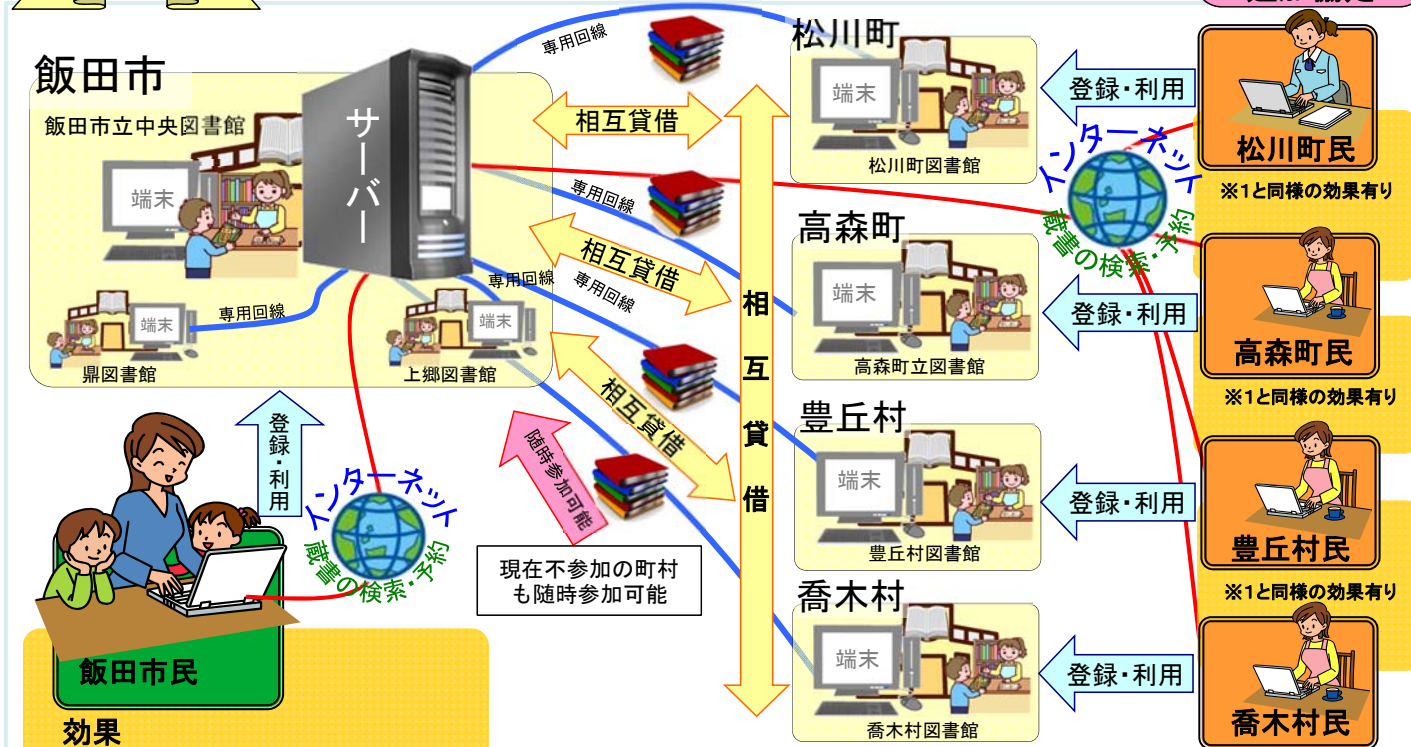 飯田市
飯田市立中央図書館
端末
サーバー
端末
鼎図書館
専用回線
専用回線
端末
上郷図書館
専用回線
専用回線
専用回線
相互貸借
相互貸借
相互貸借
相互貸借
随時参加可能
現在不参加の町村
も随時参加可能
登録・利用
インターネット
蔵書の検索・予約
飯田市民
効果
松川町
端末
松川町図書館
登録・利用
松川町民
※1と同様の効果有り
インターネット
蔵書の検索・予約
高森町
端末
高森町立図書館
登録・利用
高森町民
※1と同様の効果有り
豊丘村
端末
豊丘村図書館
登録・利用
豊丘村民
※1と同様の効果有り
喬木村
端末
喬木村図書館
登録・利用
喬木村民